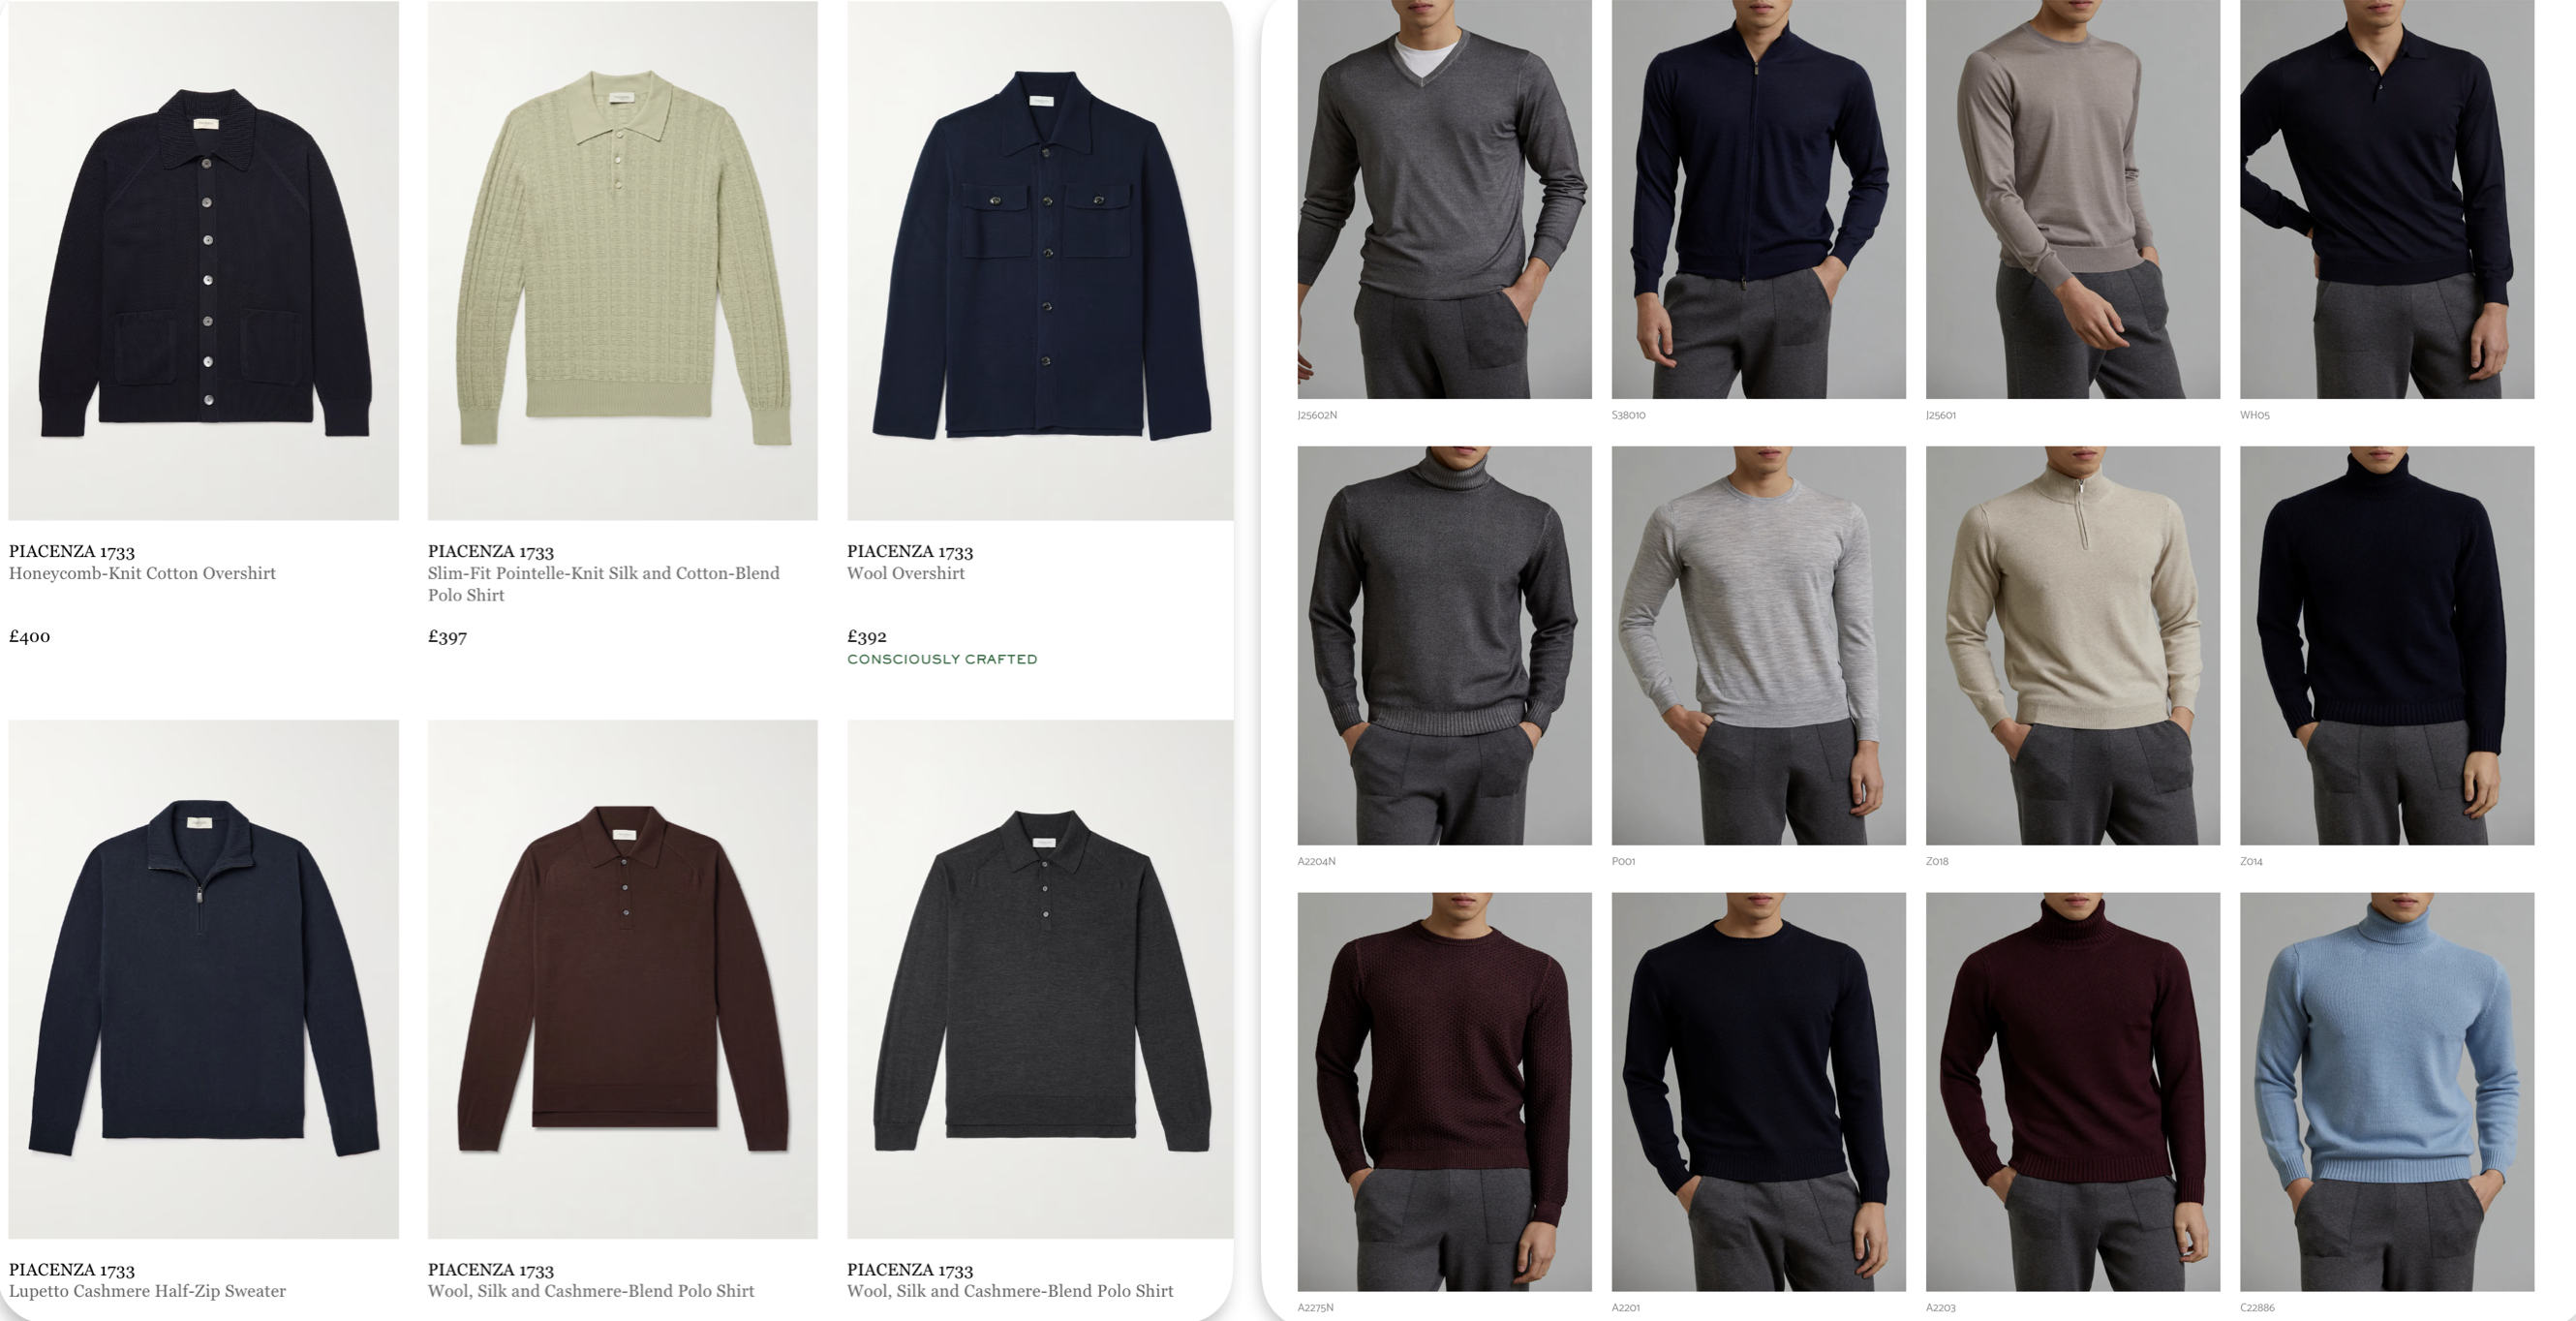 PIACENZA 1733
Honeycomb-Knit Cotton Overshirt
£400
PIACENZA 1733
Slim-Fit Pointelle-Knit Silk and Cotton-Blend
Polo Shirt
£397
PIACENZA 1733
Wool Overshirt
£392
CONSCIOUSLY CRAFTED
PIACENZA 1733
Lupetto Cashmere Half-Zip Sweater
PIACENZA 1733
Wool, Silk and Cashmere-Blend Polo Shirt
PIACENZA 1733
Wool, Silk and Cashmere-Blend Polo Shirt
J25602N
S38010
J25601
WH05
A2204N
P001
Z018
Z014
A2275N
A2201
A2203
C22886